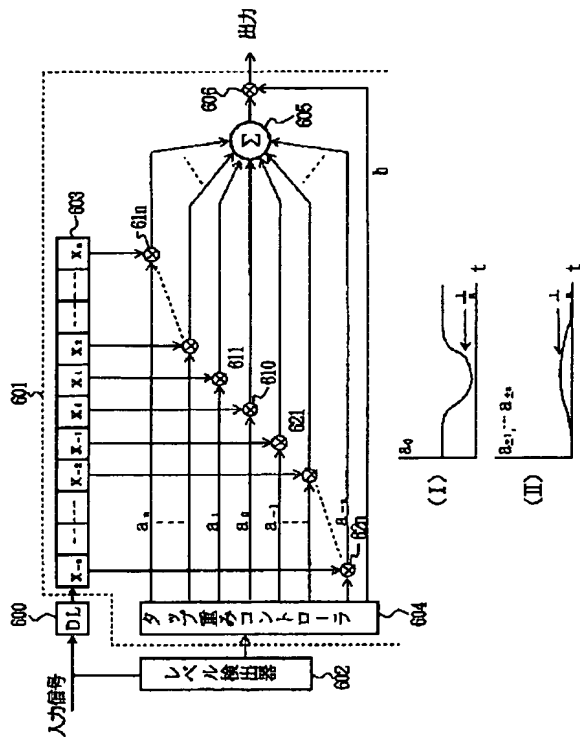 601
600
603
入力信号
DL
X-n
X-2
X-1
X1
X2
Xn
レベル検出器
602
タップ重みコントローラ
604
an
a1
a0
a-1
a-n
61n
611
610
621
62n
Σ
605
606
出力
b
(I)
a0
t
(II)
a±1, … a±n
t